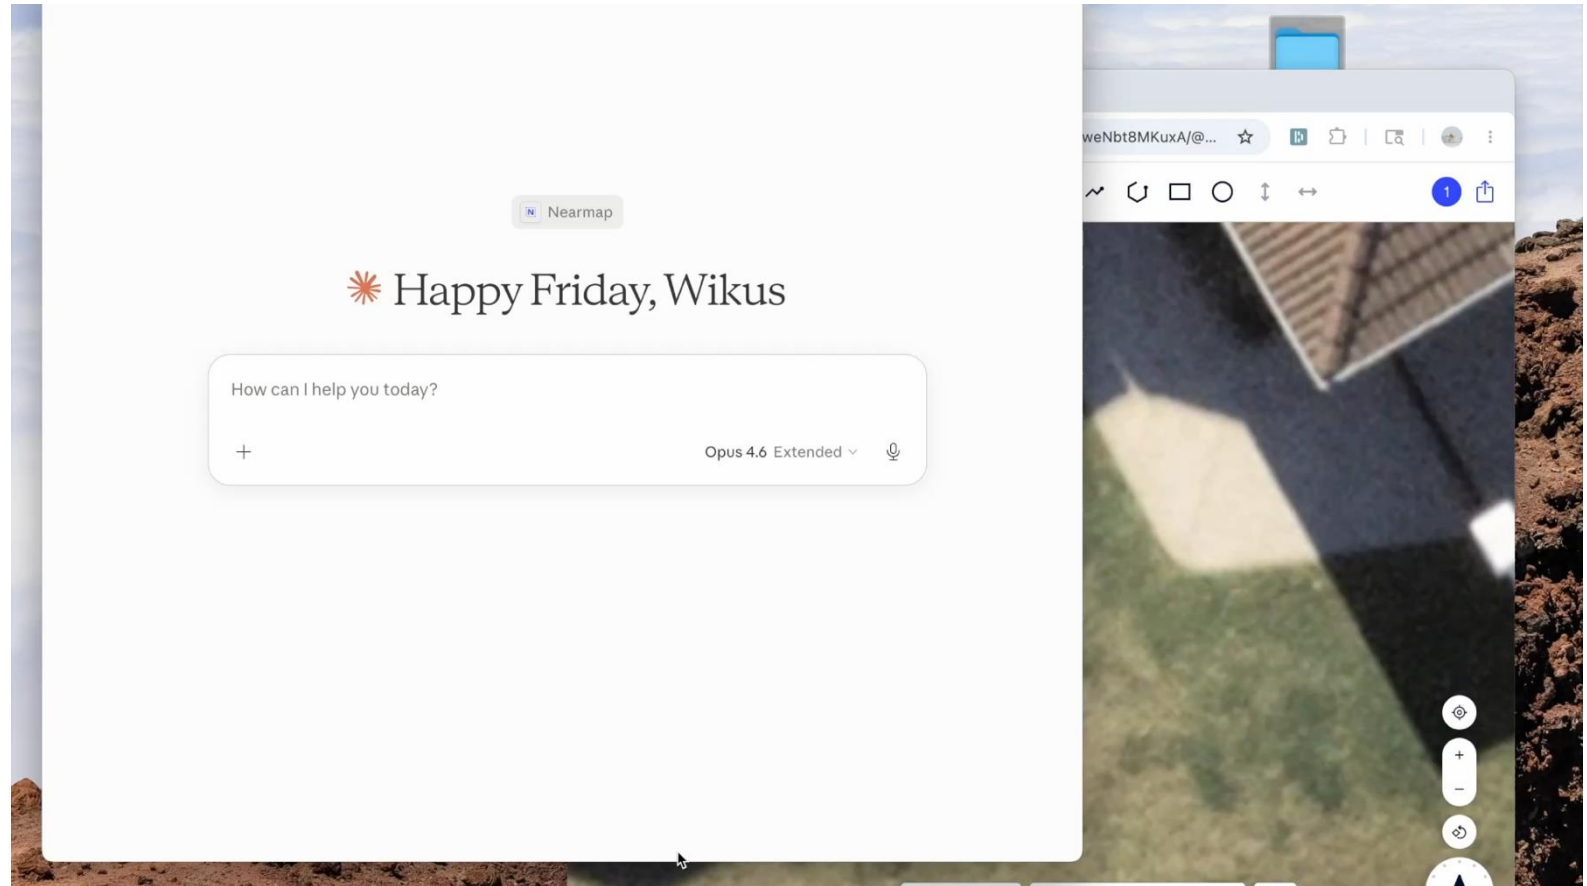 weNbt8MKuxA/@...
1
N Nearmap
Happy Friday, Wikus
How can I help you today?
Opus 4.6 Extended